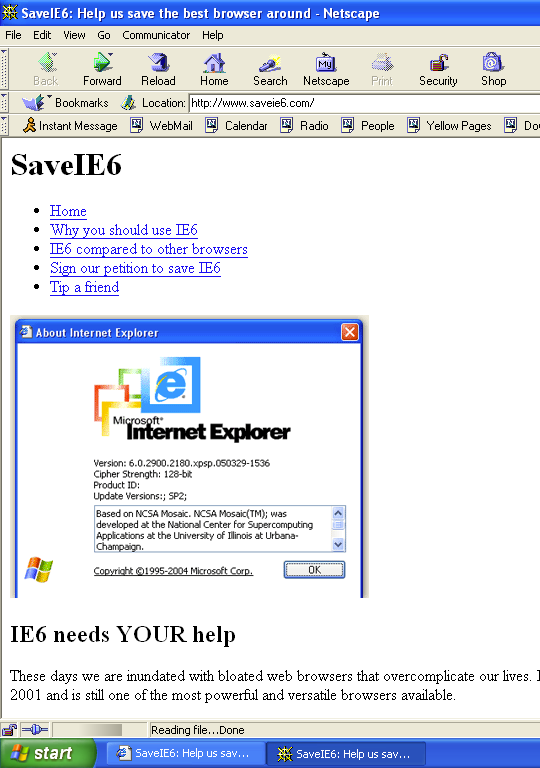 SaveIE6: Help us save the best browser around - Netscape
File Edit View Go Communicator Help
My
Back Forward Reload Home Search Netscape Print Security Shop
Bookmarks Location: http://www.saveie6.com/
Instant Message WebMail Calendar Radio People Yellow Pages
SaveIE6
Home
Why you should use IE6
IE6 compared to other browsers
Sign our petition to save IE6
Tip a friend
About Internet Explorer
Microsoft®
Internet Explorer
Version: 6.0.2900.2180.xpsp.050329-1536
Cipher Strength: 128-bit
Product ID:
Update Versions:; SP2;
Based on NCSA Mosaic. NCSA Mosaic(TM); was
developed at the National Center for Supercomputing
Applications at the University of Illinois at Urbana-
Champaign.
Copyright ©1995-2004 Microsoft Corp. OK
IE6 needs YOUR help
These days we are inundated with bloated web browsers that overcomplicate our lives.
2001 and is still one of the most powerful and versatile browsers available.
Reading file...Done
start SaveIE6: Help us sav... SaveIE6: Help us sav...